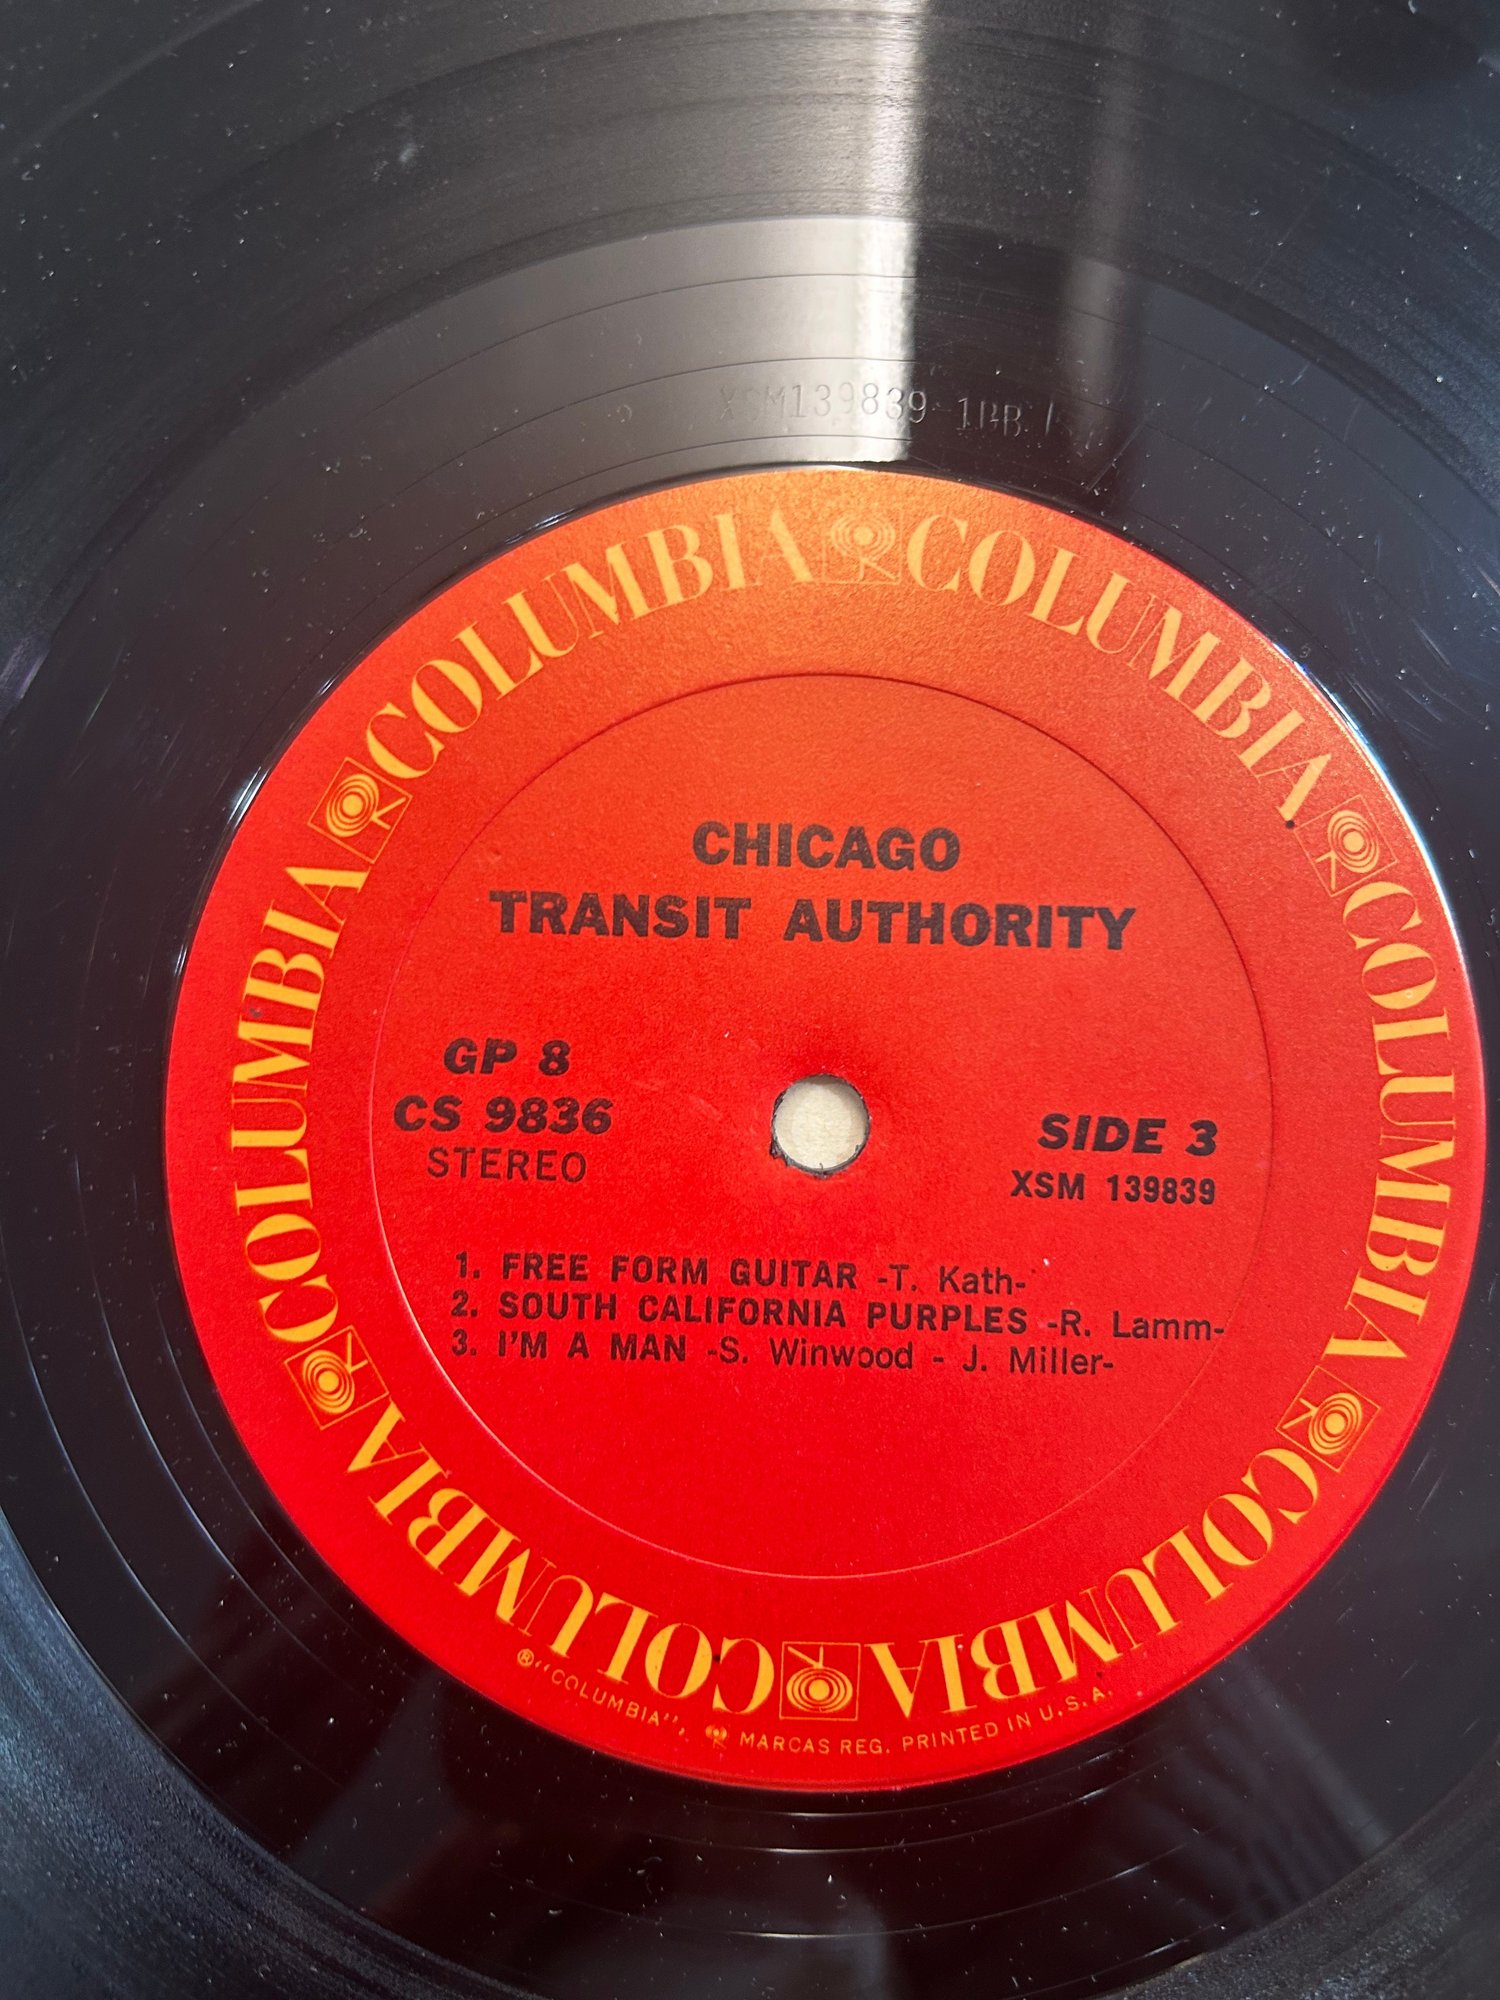 XSM139839 1BB
COLUMBIA COLUMBIA COLUMBIA COLUMBIA COLUMBIA COLUMBIA
CHICAGO
TRANSIT AUTHORITY
GP 8
CS 9836
STEREO
SIDE 3
XSM 139839
1. FREE FORM GUITAR -T. Kath-
2. SOUTH CALIFORNIA PURPLES -R. Lamm-
3. I'M A MAN -S. Winwood - J. Miller-
® "COLUMBIA", MARCAS REG. PRINTED IN U.S.A.